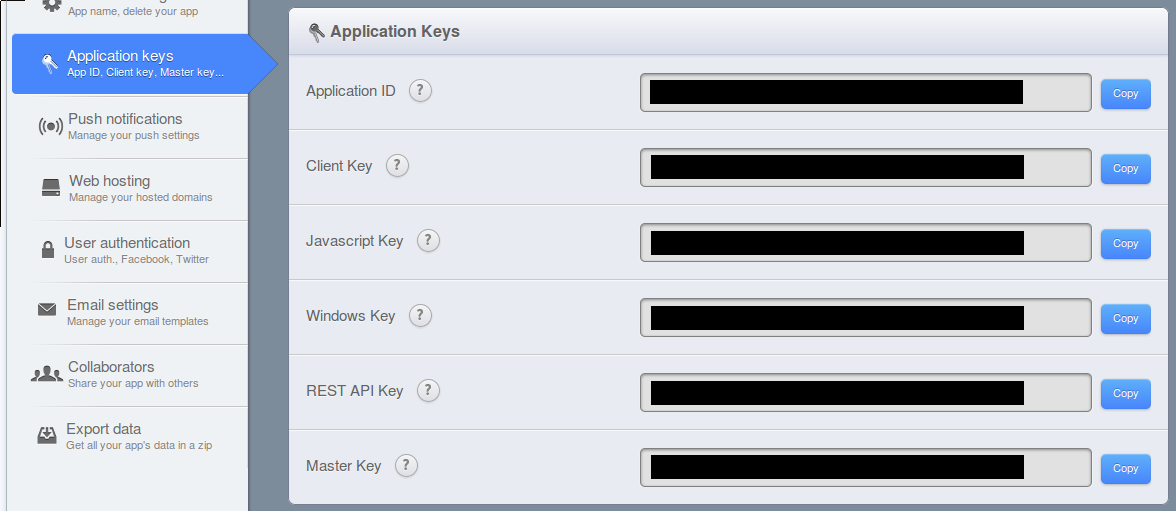 App name, delete your app
Application keys
App ID, Client key, Master key...
Push notifications
Manage your push settings
Web hosting
Manage your hosted domains
User authentication
User auth., Facebook, Twitter
Email settings
Manage your email templates
Collaborators
Share your app with others
Export data
Get all your app's data in a zip
Application Keys
Application ID ? Copy
Client Key ? Copy
Javascript Key ? Copy
Windows Key ? Copy
REST API Key ? Copy
Master Key ? Copy